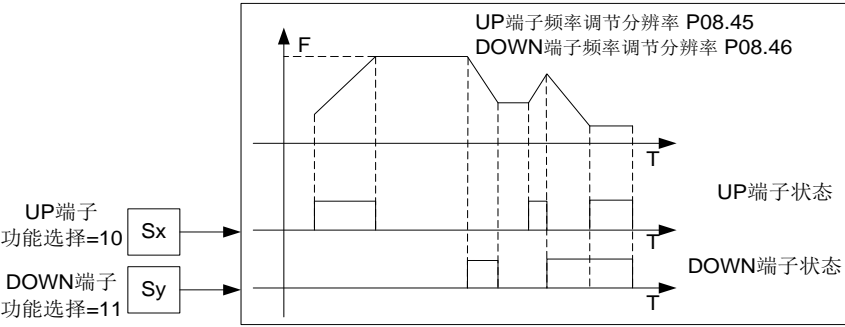 UP端子频率调节分辨率 P08.45
DOWN端子频率调节分辨率 P08.46
F
T
UP端子状态
UP端子
功能选择=10
Sx
T
DOWN端子状态
DOWN端子
功能选择=11
Sy
T